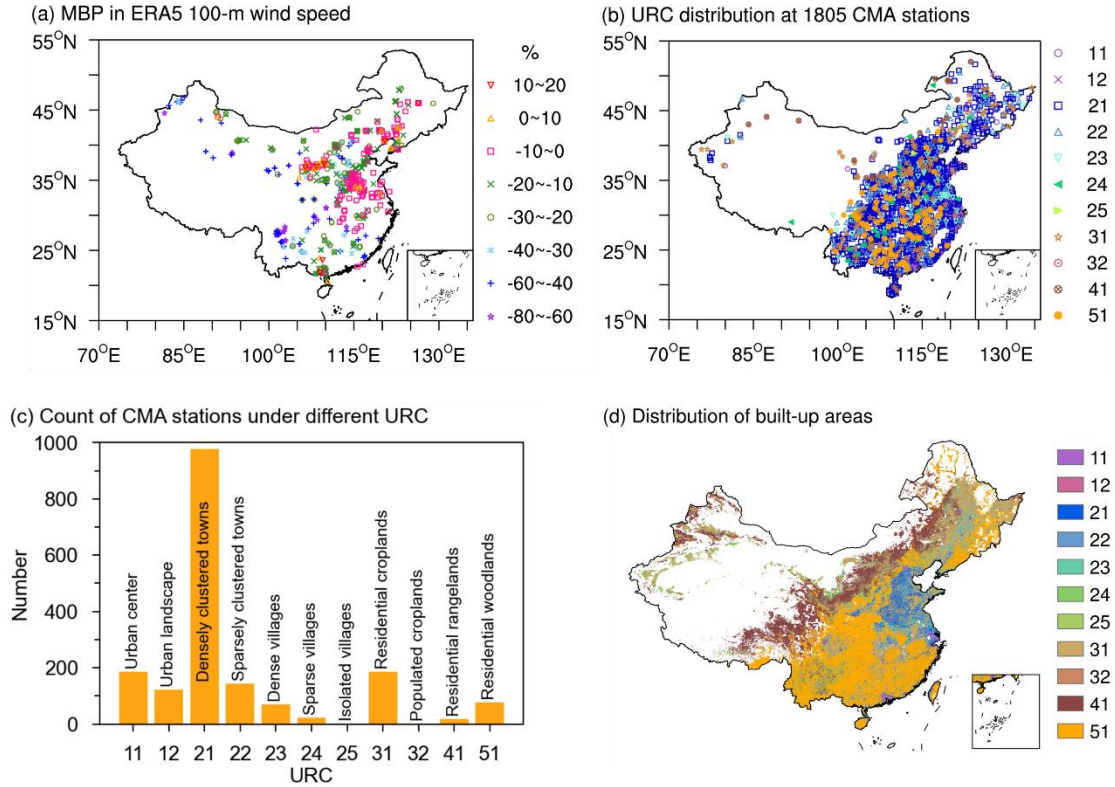 (a) MBP in ERA5 100-m wind speed
55°N
45°N
35°N
25°N
15°N
70°E 85°E 100°E 115°E 130°E
%
10~20
0~10
-10~0
-20~-10
-30~-20
-40~-30
-60~-40
-80~-60
(b) URC distribution at 1805 CMA stations
55°N
45°N
35°N
25°N
15°N
70°E 85°E 100°E 115°E 130°E
11
12
21
22
23
24
25
31
32
41
51
(c) Count of CMA stations under different URC
Number
1000
800
600
400
200
0
Urban center
Urban landscape
Densely clustered towns
Sparsely clustered towns
Dense villages
Sparse villages
Isolated villages
Residential croplands
Populated croplands
Residential rangelands
Residential woodlands
11 12 21 22 23 24 25 31 32 41 51
URC
(d) Distribution of built-up areas
11
12
21
22
23
24
25
31
32
41
51